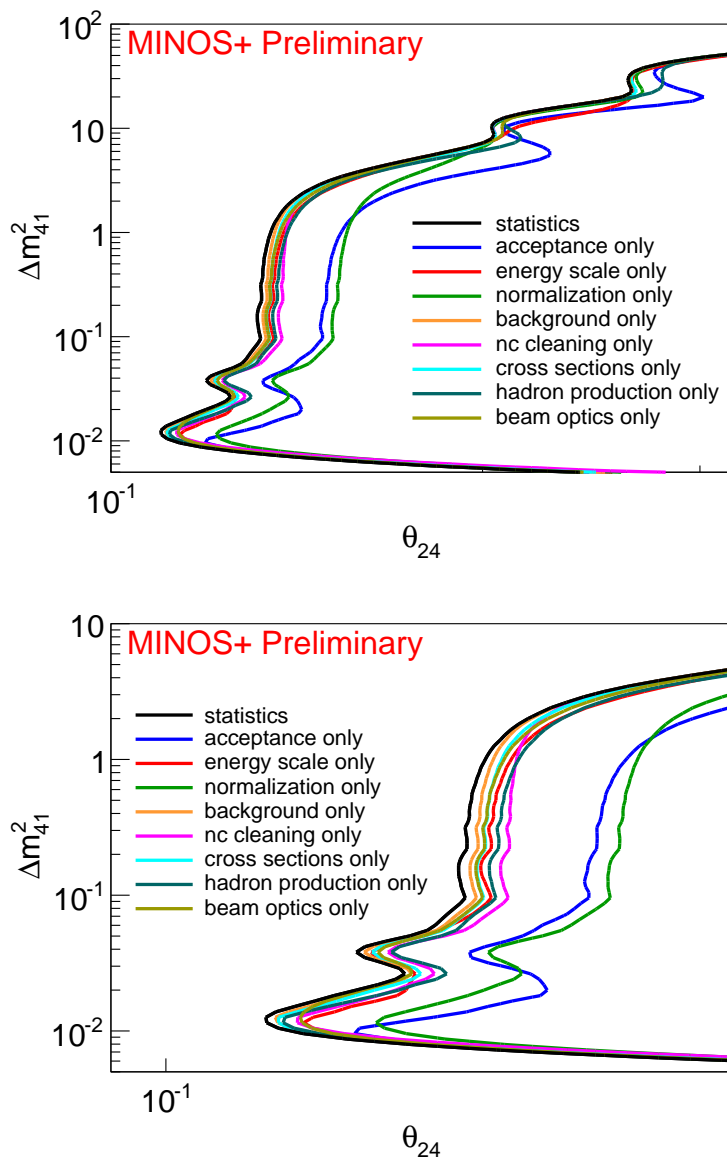 MINOS+ Preliminary
10²
10
1
10⁻¹
10⁻²
Δm²₄₁
statistics
acceptance only
energy scale only
normalization only
background only
nc cleaning only
cross sections only
hadron production only
beam optics only
10⁻¹
θ₂₄
MINOS+ Preliminary
10
1
10⁻¹
10⁻²
Δm²₄₁
statistics
acceptance only
energy scale only
normalization only
background only
nc cleaning only
cross sections only
hadron production only
beam optics only
10⁻¹
θ₂₄